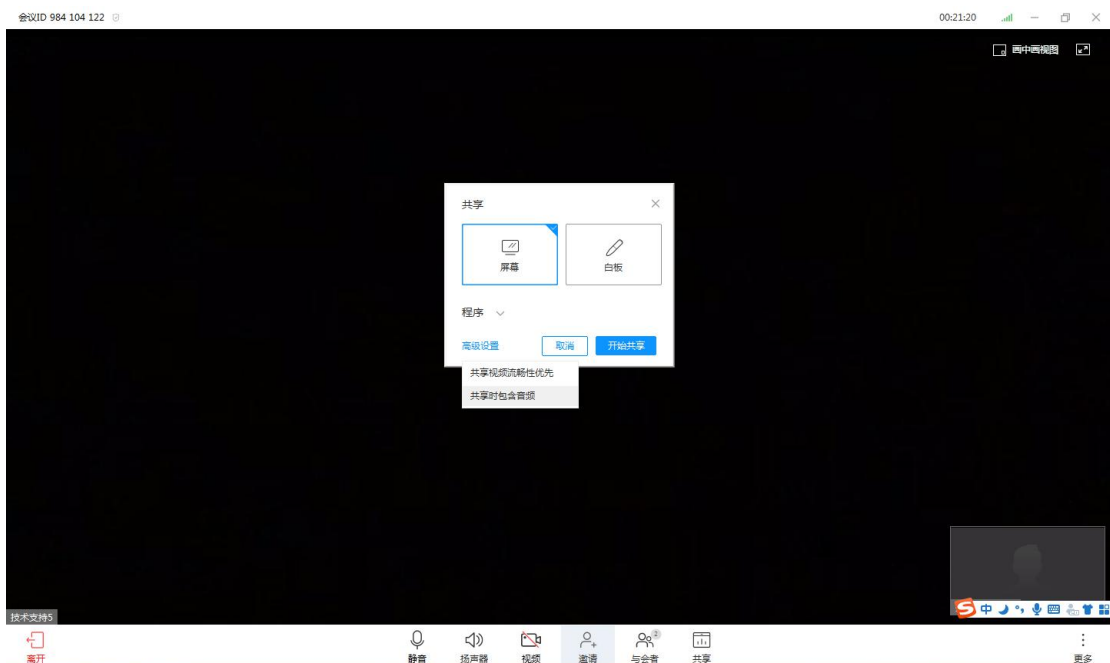 会议ID 984 104 122
00:21:20
画中画视图
共享
屏幕
白板
程序
高级设置
取消
开始共享
共享视频流畅性优先
共享时包含音频
技术支持5
中
离开
静音
扬声器
视频
邀请
与会者
2
共享
更多